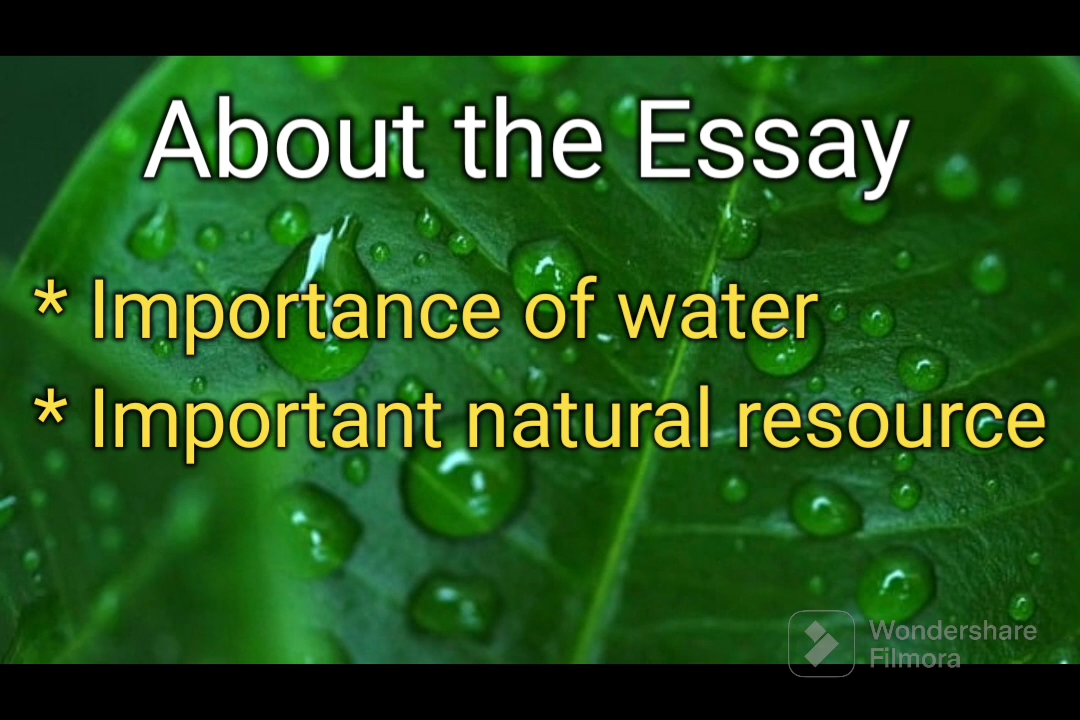 About the Essay
* Importance of water
* Important natural resource
Wondershare
Filmora